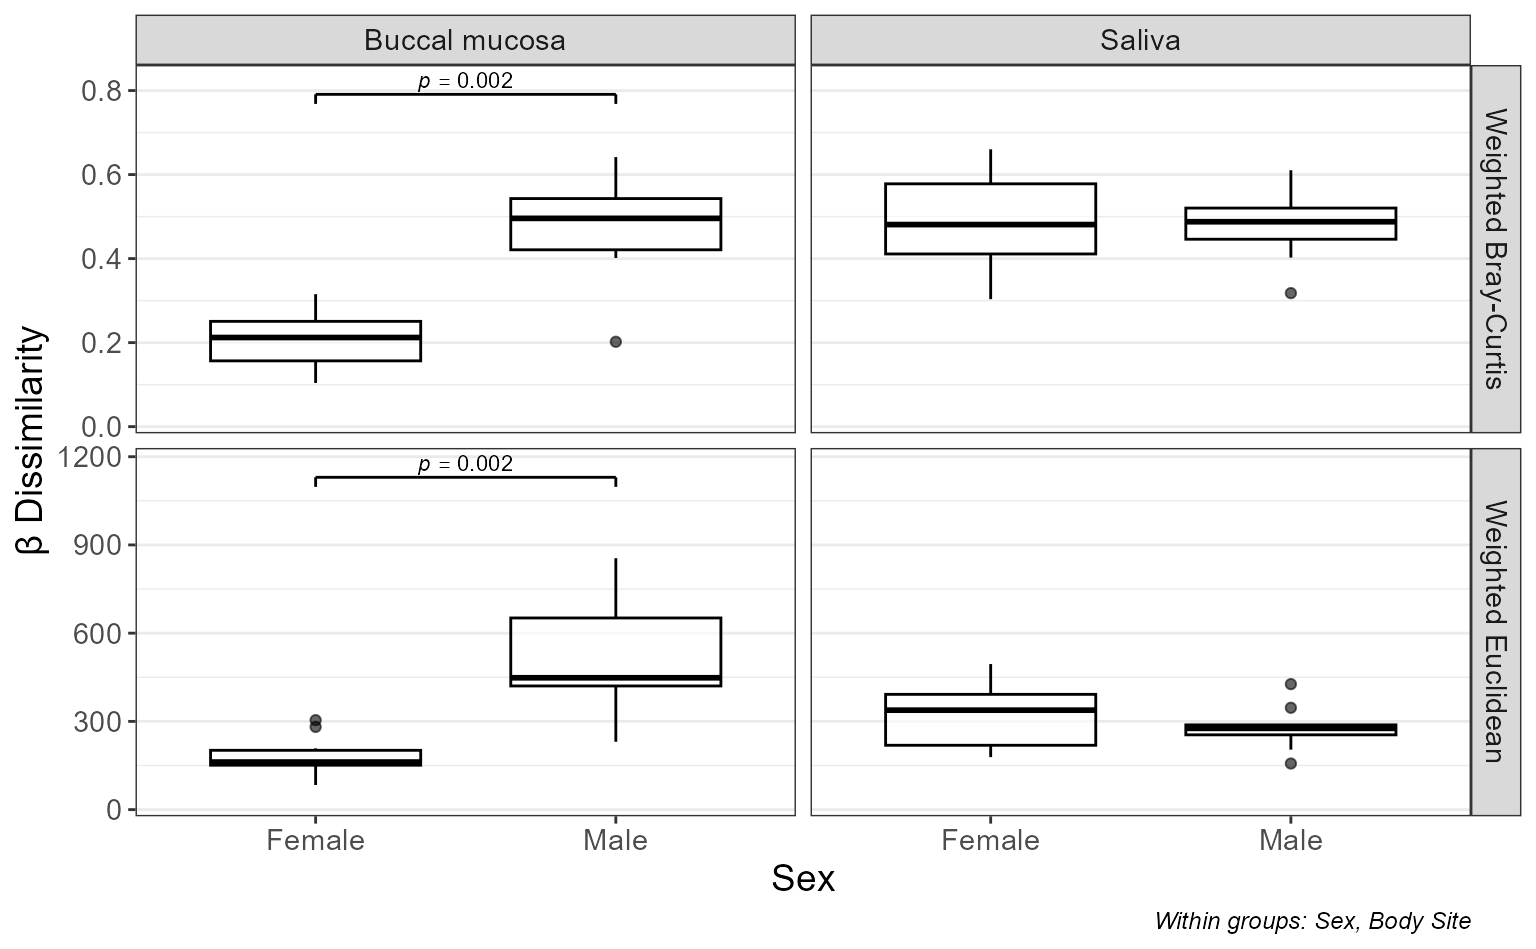 Buccal mucosa
Saliva
p = 0.002
0.8
0.6
0.4
0.2
0.0
Weighted Bray-Curtis
β Dissimilarity
p = 0.002
1200
900
600
300
0
Weighted Euclidean
Female
Male
Female
Male
Sex
Within groups: Sex, Body Site